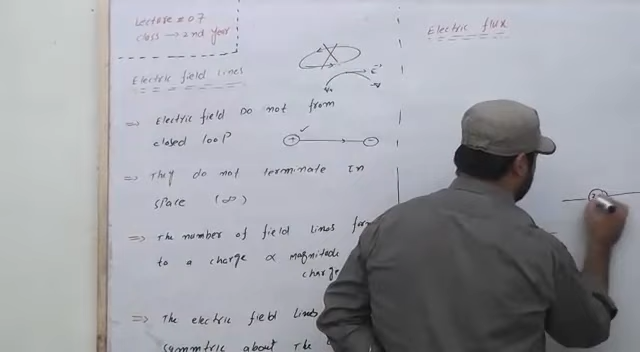 Lecture # 07
class → 2nd year
Electric field lines
⇒ Electric field Do not from
closed loop
+ -
⇒ They do not terminate in
space (∞)
⇒ The number of field lines
to a charge ∝ magnitude
charge
⇒ The electric field lines
symmtric about The
Electric flux